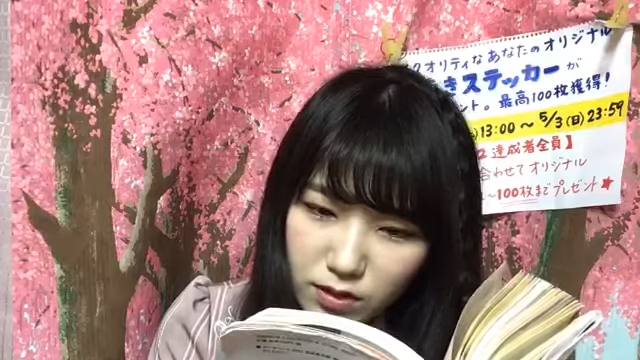 クオリティなあなたのオリジナル
きステッカーが
ント。最高100枚獲得!
13:00〜5/3(日)23:59
達成者全員】
合わせてオリジナル
〜100枚までプレゼント★